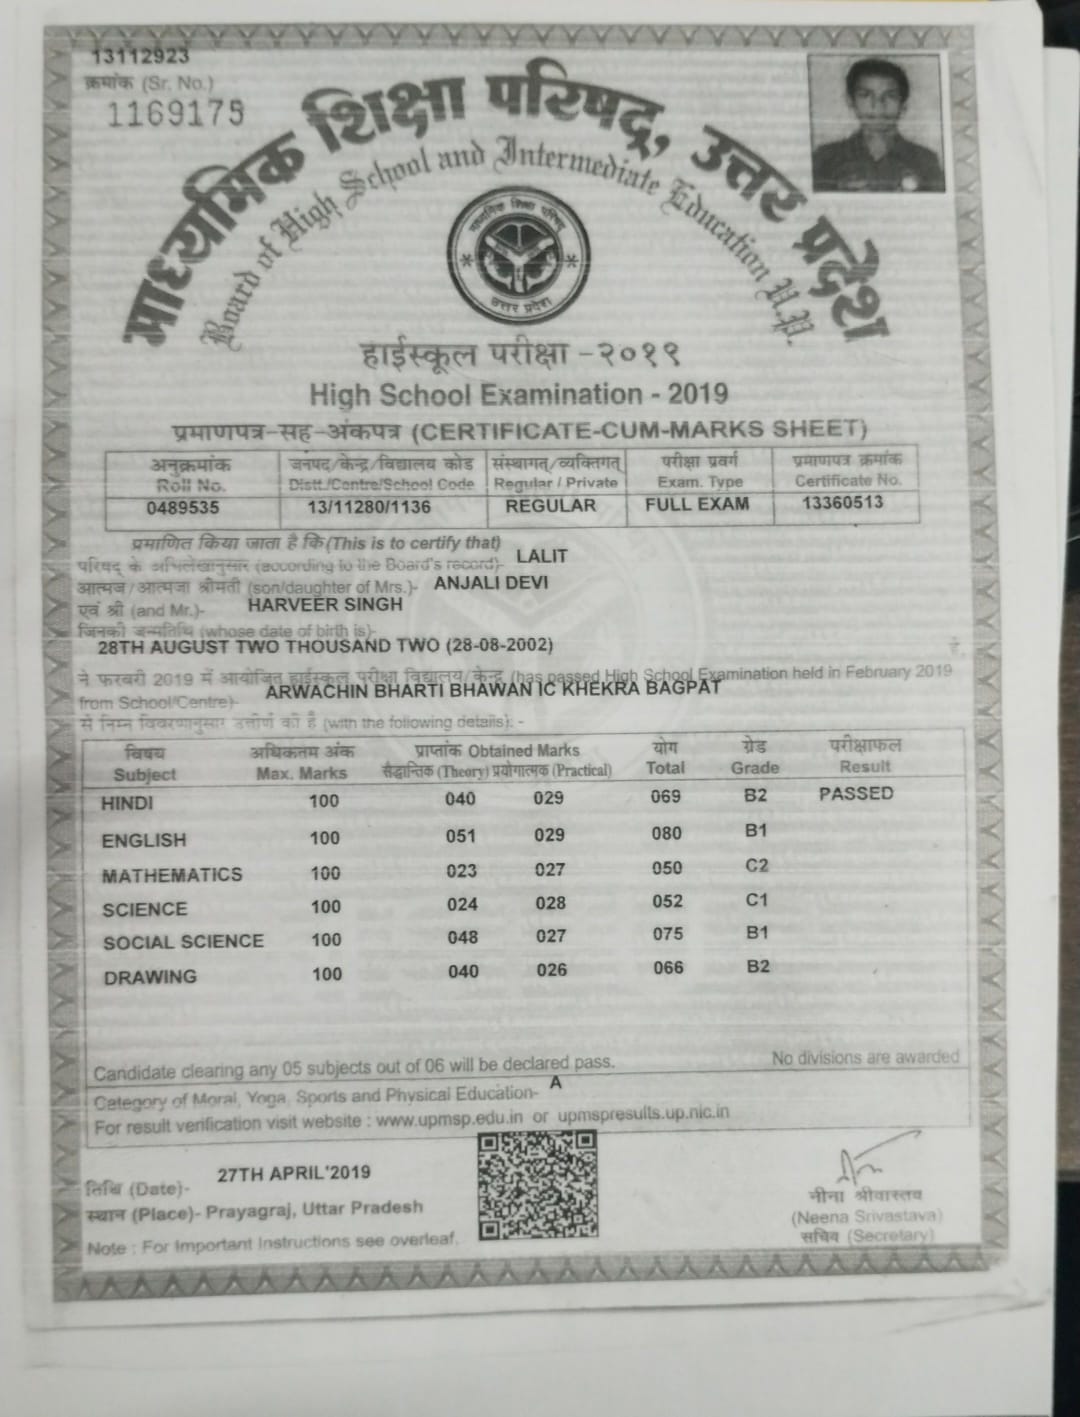 13112923
क्रमांक (Sr. No.)
1169175
माध्यमिक शिक्षा परिषद्, उत्तर प्रदेश
Board of High School and Intermediate Education U.P.
माध्यमिक शिक्षा परिषद्
उत्तर प्रदेश
हाईस्कूल परीक्षा -२०१९
High School Examination - 2019
प्रमाणपत्र-सह-अंकपत्र (CERTIFICATE-CUM-MARKS SHEET)
अनुक्रमांक जनपद/केन्द्र/विद्यालय कोड संस्थागत्/व्यक्तिगत् परीक्षा प्रवर्ग प्रमाणपत्र क्रमांक
Roll No. Distt./Centre/School Code Regular / Private Exam. Type Certificate No.
0489535 13/11280/1136 REGULAR FULL EXAM 13360513
प्रमाणित किया जाता है कि(This is to certify that)
परिषद् के अभिलेखानुसार (according to the Board's record)- LALIT
आत्मज/आत्मजा श्रीमती (son/daughter of Mrs.)- ANJALI DEVI
एवं श्री (and Mr.)- HARVEER SINGH
जिनकी जन्मतिथि (whose date of birth is)-
28TH AUGUST TWO THOUSAND TWO (28-08-2002) है,
ने फरवरी 2019 में आयोजित हाईस्कूल परीक्षा विद्यालय/केन्द्र (has passed High School Examination held in February 2019
from School/Centre)- ARWACHIN BHARTI BHAWAN IC KHEKRA BAGPAT
से निम्न विवरणानुसार उत्तीर्ण की है (with the following details): -
विषय अधिकतम अंक प्राप्तांक Obtained Marks योग ग्रेड परीक्षाफल
Subject Max. Marks सैद्धान्तिक (Theory) प्रयोगात्मक (Practical) Total Grade Result
HINDI 100 040 029 069 B2 PASSED
ENGLISH 100 051 029 080 B1
MATHEMATICS 100 023 027 050 C2
SCIENCE 100 024 028 052 C1
SOCIAL SCIENCE 100 048 027 075 B1
DRAWING 100 040 026 066 B2
Candidate clearing any 05 subjects out of 06 will be declared pass. No divisions are awarded
Category of Moral, Yoga, Sports and Physical Education- A
For result verification visit website : www.upmsp.edu.in or upmspresults.up.nic.in
तिथि (Date)- 27TH APRIL'2019
स्थान (Place)- Prayagraj, Uttar Pradesh
Note : For Important Instructions see overleaf.
नीना श्रीवास्तव
(Neena Srivastava)
सचिव (Secretary)